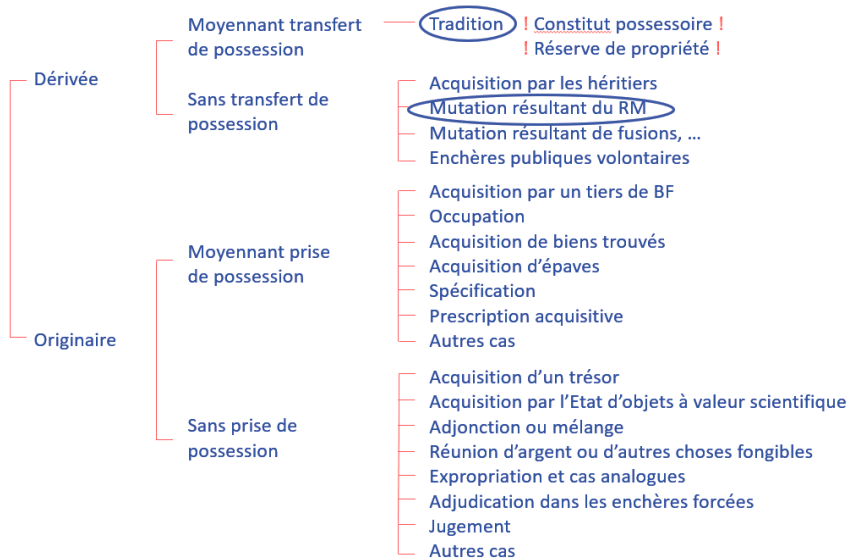 Dérivée
Moyennant transfert
de possession
Tradition
! Constitut possessoire !
! Réserve de propriété !
Sans transfert de
possession
Acquisition par les héritiers
Mutation résultant du RM
Mutation résultant de fusions, ...
Enchères publiques volontaires
Originaire
Moyennant prise
de possession
Acquisition par un tiers de BF
Occupation
Acquisition de biens trouvés
Acquisition d'épaves
Spécification
Prescription acquisitive
Autres cas
Sans prise de
possession
Acquisition d'un trésor
Acquisition par l'Etat d'objets à valeur scientifique
Adjonction ou mélange
Réunion d'argent ou d'autres choses fongibles
Expropriation et cas analogues
Adjudication dans les enchères forcées
Jugement
Autres cas